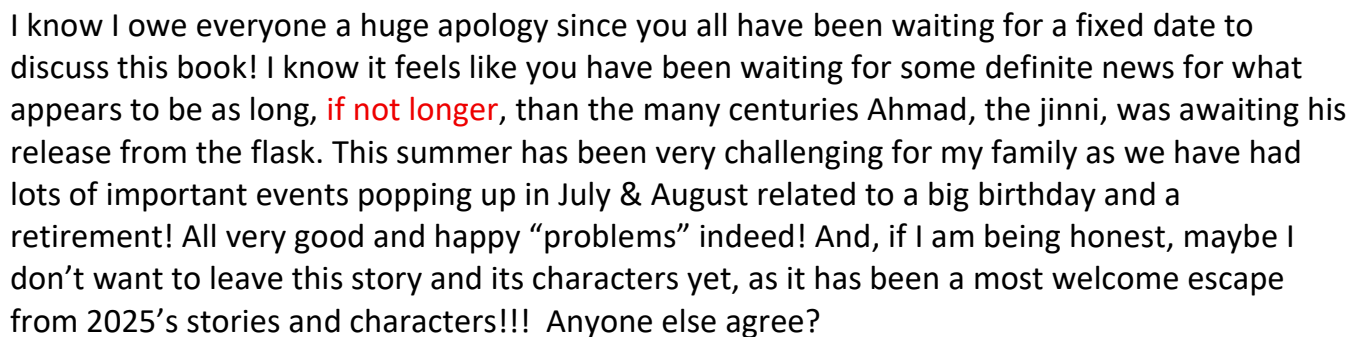 I know I owe everyone a huge apology since you all have been waiting for a fixed date to
discuss this book! I know it feels like you have been waiting for some definite news for what
appears to be as long, if not longer, than the many centuries Ahmad, the jinni, was awaiting his
release from the flask. This summer has been very challenging for my family as we have had
lots of important events popping up in July & August related to a big birthday and a
retirement! All very good and happy “problems” indeed! And, if I am being honest, maybe I
don’t want to leave this story and its characters yet, as it has been a most welcome escape
from 2025’s stories and characters!!!  Anyone else agree?